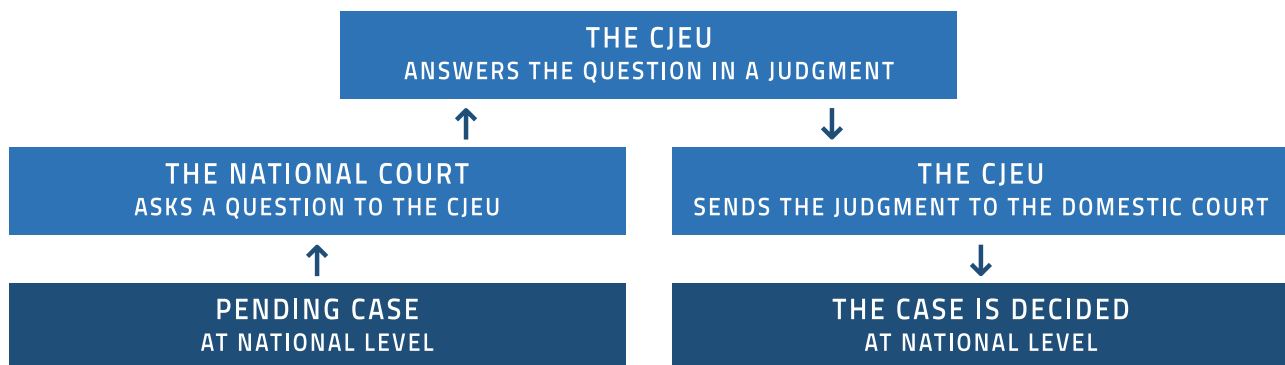 THE CJEU
ANSWERS THE QUESTION IN A JUDGMENT
THE NATIONAL COURT
ASKS A QUESTION TO THE CJEU
THE CJEU
SENDS THE JUDGMENT TO THE DOMESTIC COURT
PENDING CASE
AT NATIONAL LEVEL
THE CASE IS DECIDED
AT NATIONAL LEVEL